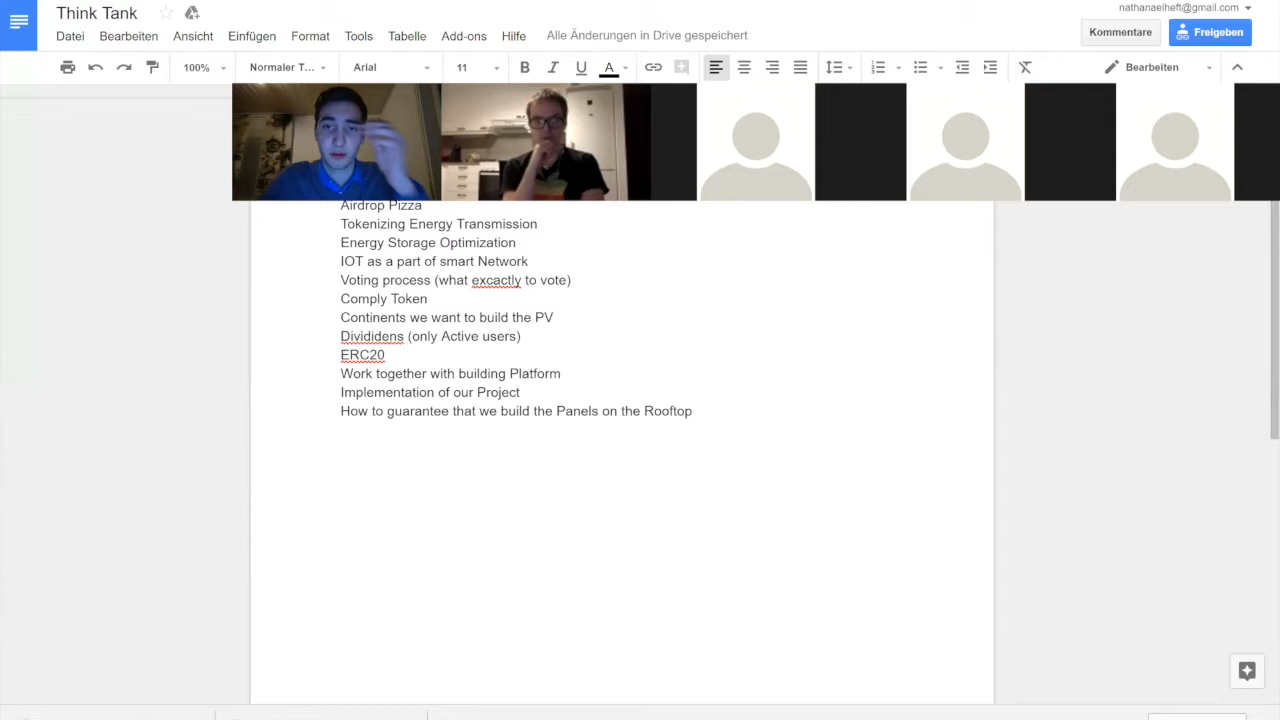 Think Tank
nathanaelheft@gmail.com
Datei Bearbeiten Ansicht Einfügen Format Tools Tabelle Add-ons Hilfe Alle Änderungen in Drive gespeichert
Kommentare Freigeben
100% Normaler T... Arial 11 B I U A Bearbeiten
Airdrop Pizza
Tokenizing Energy Transmission
Energy Storage Optimization
IOT as a part of smart Network
Voting process (what excactly to vote)
Comply Token
Continents we want to build the PV
Divididens (only Active users)
ERC20
Work together with building Platform
Implementation of our Project
How to guarantee that we build the Panels on the Rooftop